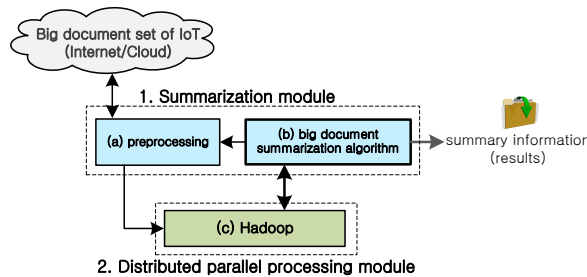 Big document set of IoT
(Internet/Cloud)
1. Summarization module
(a) preprocessing
(b) big document
summarization algorithm
summary information
(results)
(c) Hadoop
2. Distributed parallel processing module